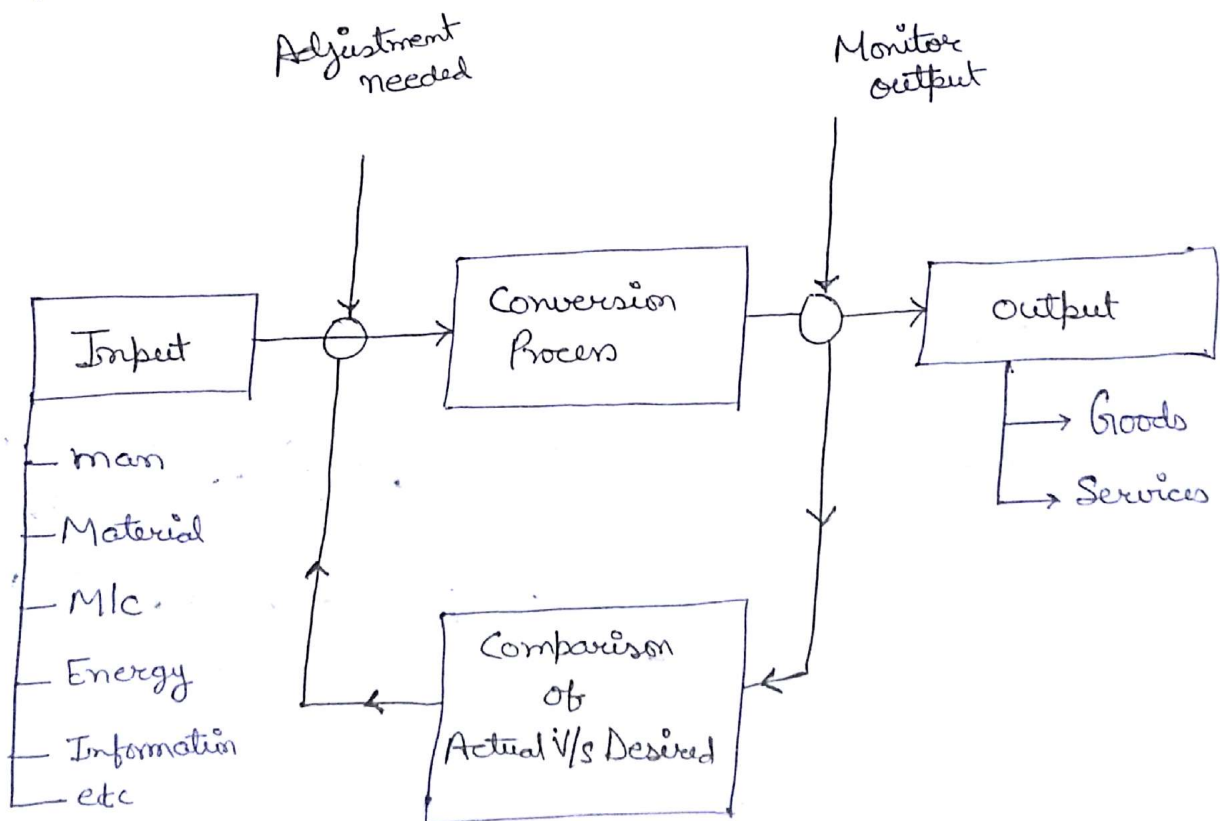 Adjustment
needed
Monitor
output
Input
Conversion
Process
Output
Goods
Services
man
Material
M/c.
Energy
Information
etc
Comparison
of
Actual V/s Desired